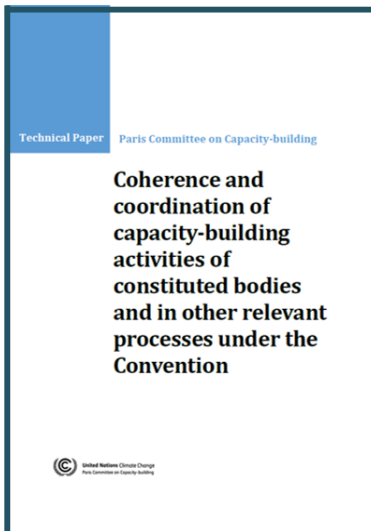 Technical Paper
Paris Committee on Capacity-building
Coherence and
coordination of
capacity-building
activities of
constituted bodies
and in other relevant
processes under the
Convention
United Nations Climate Change
Paris Committee on Capacity-building